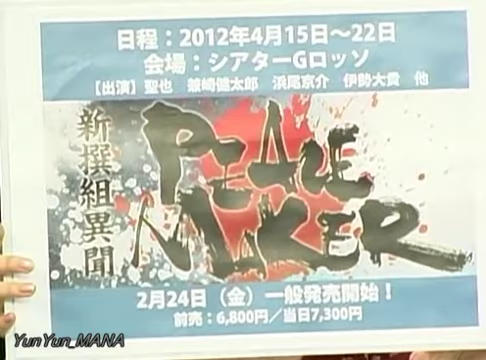 日程：2012年4月15日～22日
会場：シアターGロッソ
【出演】聖也　兼崎健太郎　浜尾京介　伊勢大貴　他
新撰組異聞
PEACE MAKER
2月24日（金）一般発売開始！
前売：6,800円／当日7,300円
YunYun_MANA